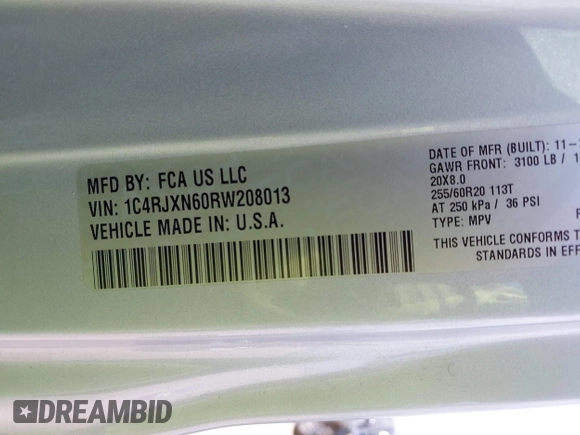 MFD BY: FCA US LLC
VIN: 1C4RJXN60RW208013
VEHICLE MADE IN: U.S.A.
DATE OF MFR (BUILT): 11-
GAWR FRONT: 3100 LB /
20X8.0
255/60R20 113T
AT 250 kPa / 36 PSI
TYPE: MPV
THIS VEHICLE CONFORMS T
STANDARDS IN EFF
DREAMBID